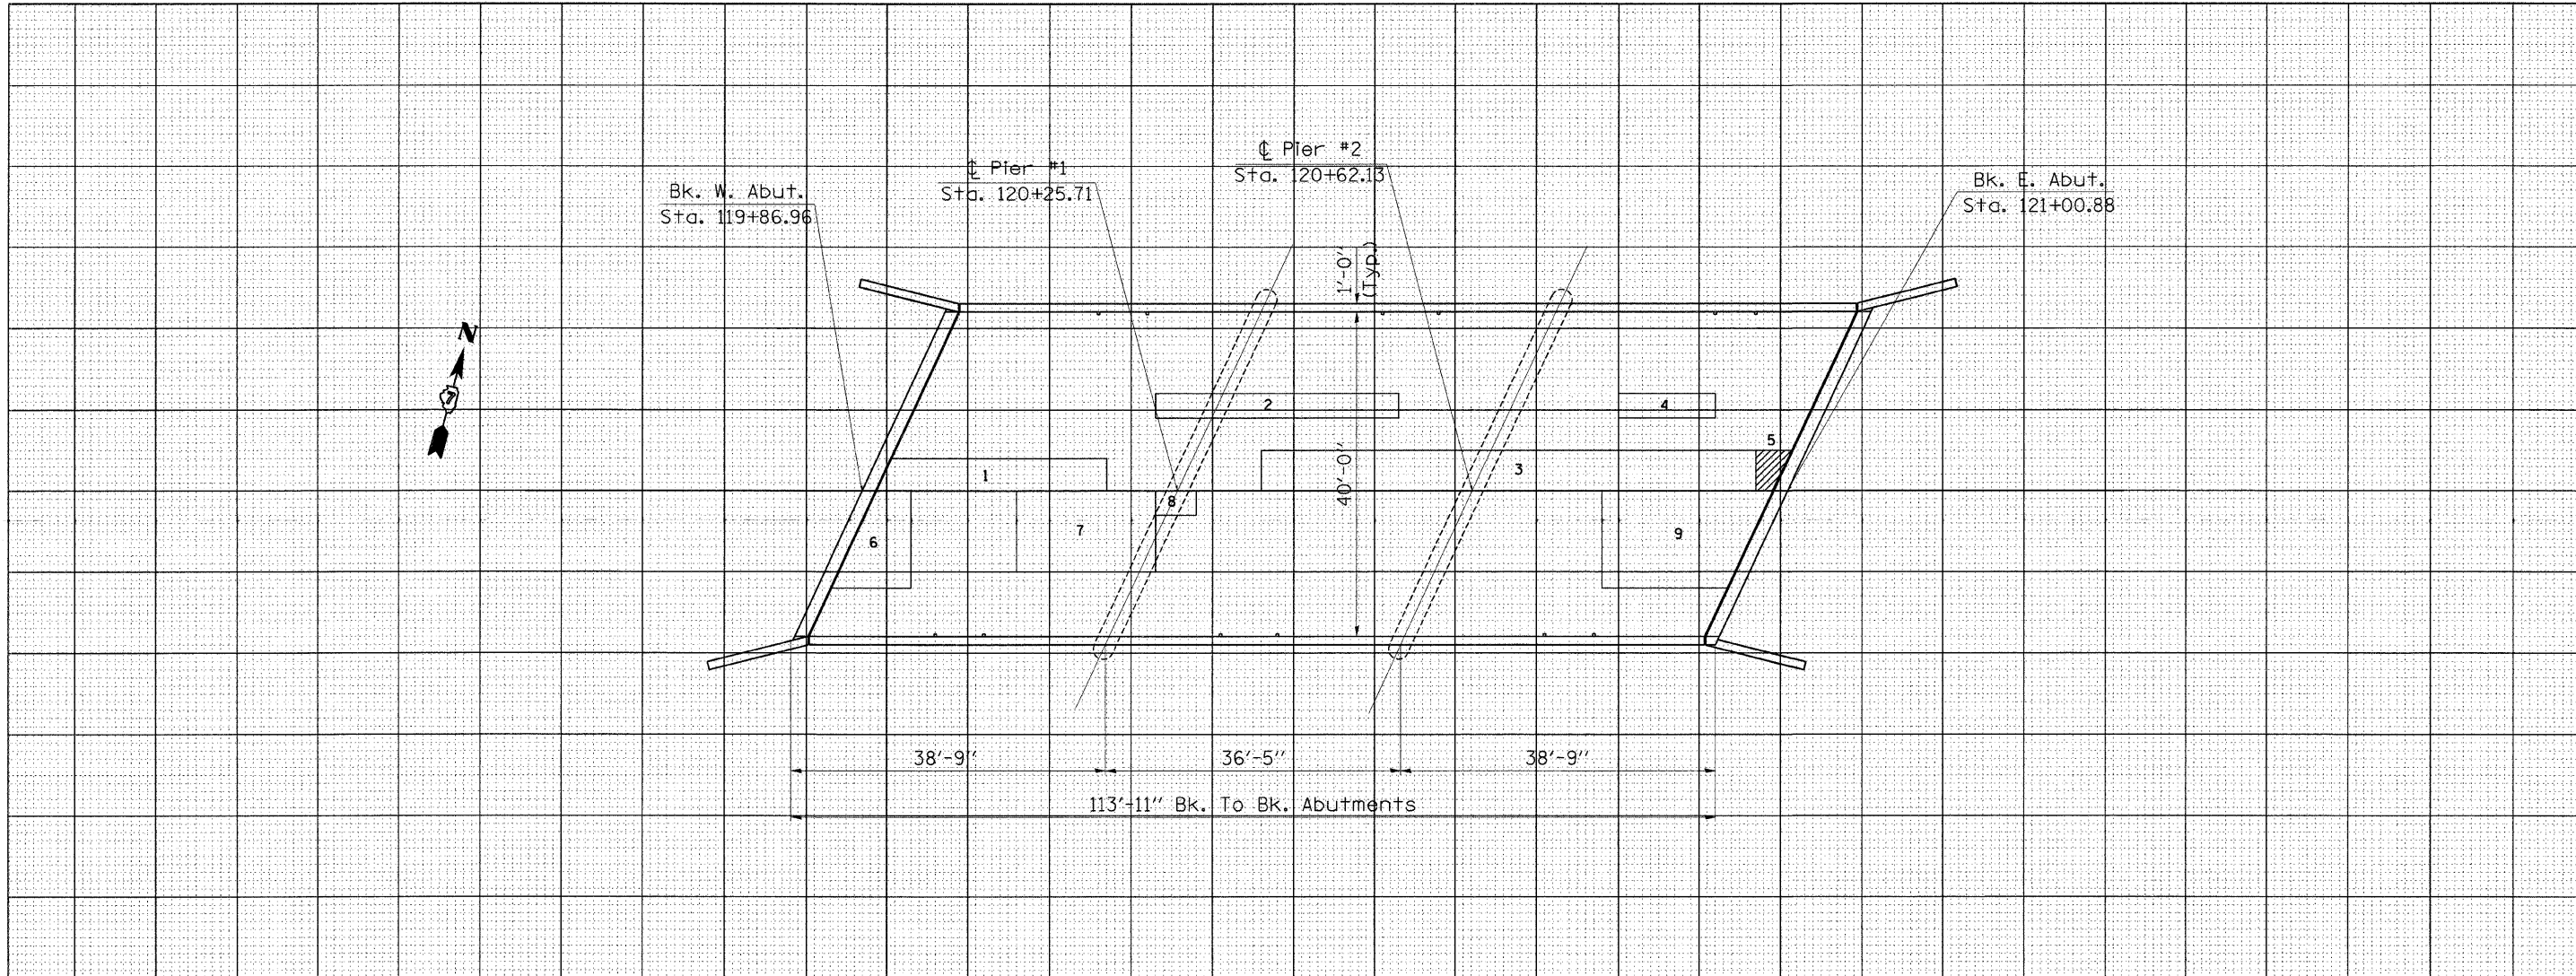 ℄ Pier #2
Sta. 120+62.13
℄ Pier #1
Sta. 120+25.71
Bk. W. Abut.
Sta. 119+86.96
Bk. E. Abut.
Sta. 121+00.88
1'-0"
(Typ.)
N
7
2
4
5
1
3
40'-0"
8
7
6
9
38'-9"
36'-5"
38'-9"
113'-11" Bk. To Bk. Abutments